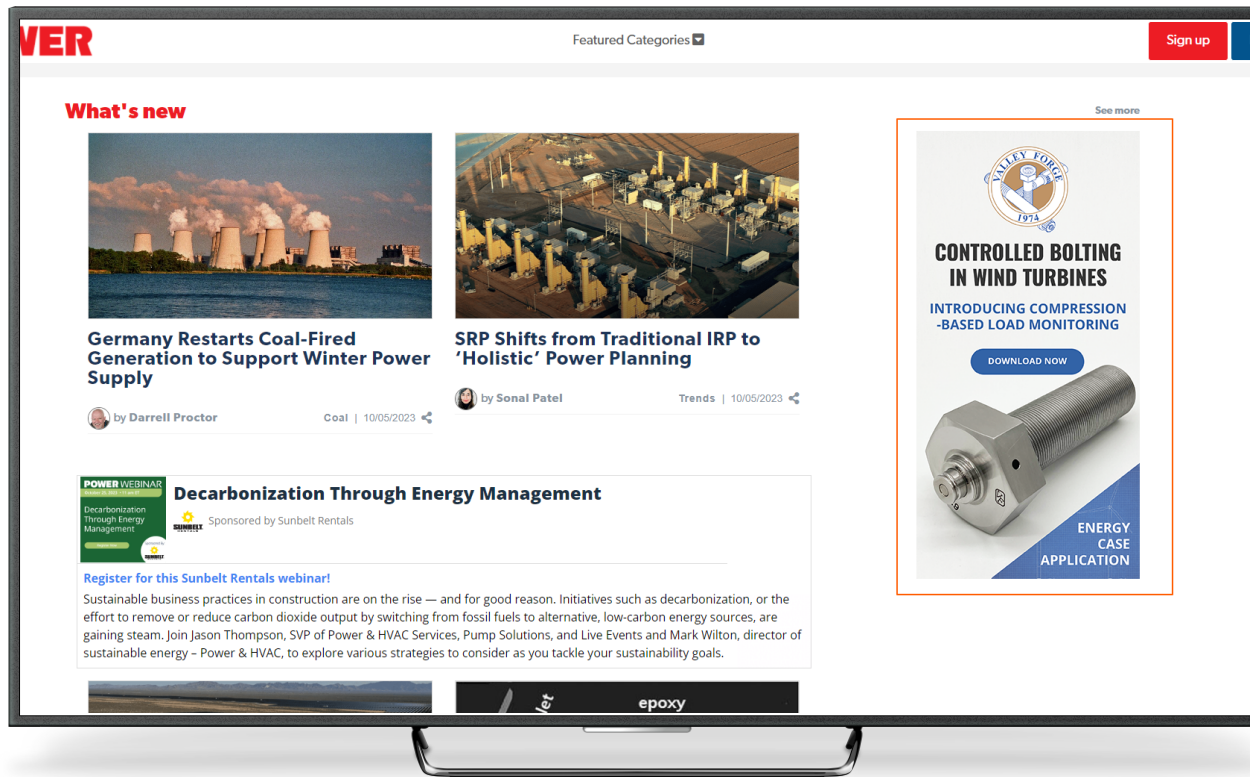 WER
Featured Categories
Sign up
What's new
See more
Germany Restarts Coal-Fired
Generation to Support Winter Power
Supply
by Darrell Proctor
Coal | 10/05/2023
SRP Shifts from Traditional IRP to
‘Holistic’ Power Planning
by Sonal Patel
Trends | 10/05/2023
VALLEY FORGE
1974
CONTROLLED BOLTING
IN WIND TURBINES
INTRODUCING COMPRESSION
-BASED LOAD MONITORING
DOWNLOAD NOW
ENERGY
CASE
APPLICATION
POWER WEBINAR
Decarbonization
Through Energy
Management
SUNBELT
Decarbonization Through Energy Management
SUNBELT
RENTALS
Sponsored by Sunbelt Rentals
Register for this Sunbelt Rentals webinar!
Sustainable business practices in construction are on the rise — and for good reason. Initiatives such as decarbonization, or the
effort to remove or reduce carbon dioxide output by switching from fossil fuels to alternative, low-carbon energy sources, are
gaining steam. Join Jason Thompson, SVP of Power & HVAC Services, Pump Solutions, and Live Events and Mark Wilton, director of
sustainable energy – Power & HVAC, to explore various strategies to consider as you tackle your sustainability goals.
let
epoxy